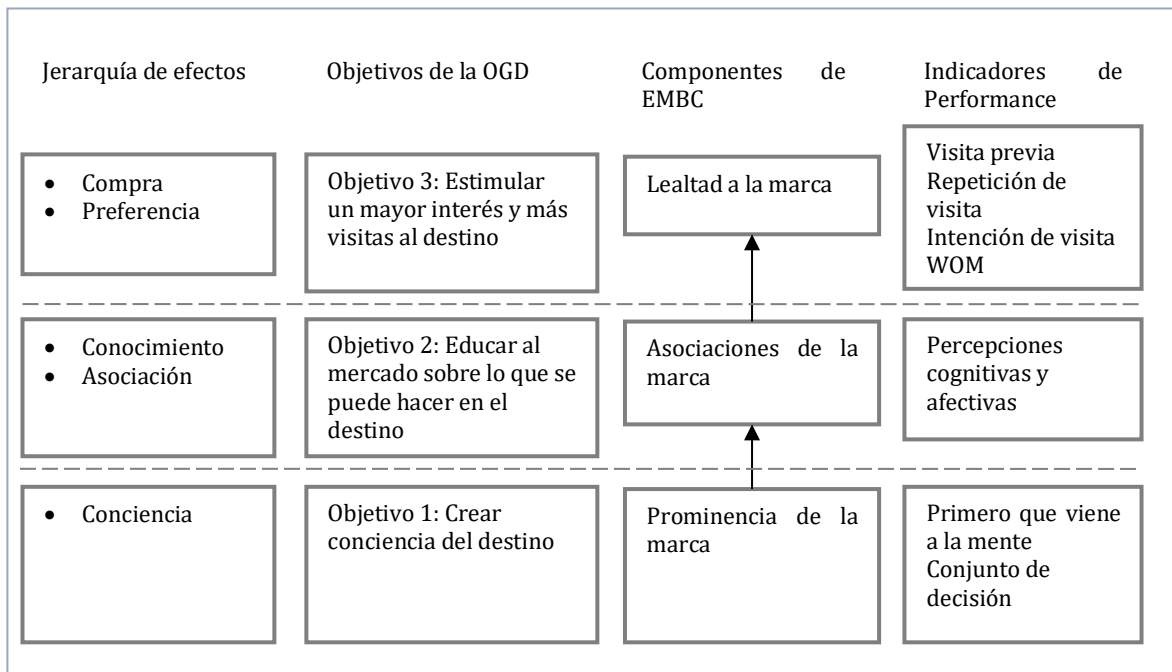 Jerarquía de efectos
Objetivos de la OGD
Componentes de
EMBC
Indicadores de
Performance
• Compra
• Preferencia
Objetivo 3: Estimular
un mayor interés y más
visitas al destino
Lealtad a la marca
Visita previa
Repetición de
visita
Intención de visita
WOM
• Conocimiento
• Asociación
Objetivo 2: Educar al
mercado sobre lo que se
puede hacer en el
destino
Asociaciones de la
marca
Percepciones
cognitivas y
afectivas
• Conciencia
Objetivo 1: Crear
conciencia del destino
Prominencia de la
marca
Primero que viene
a la mente
Conjunto de
decisión